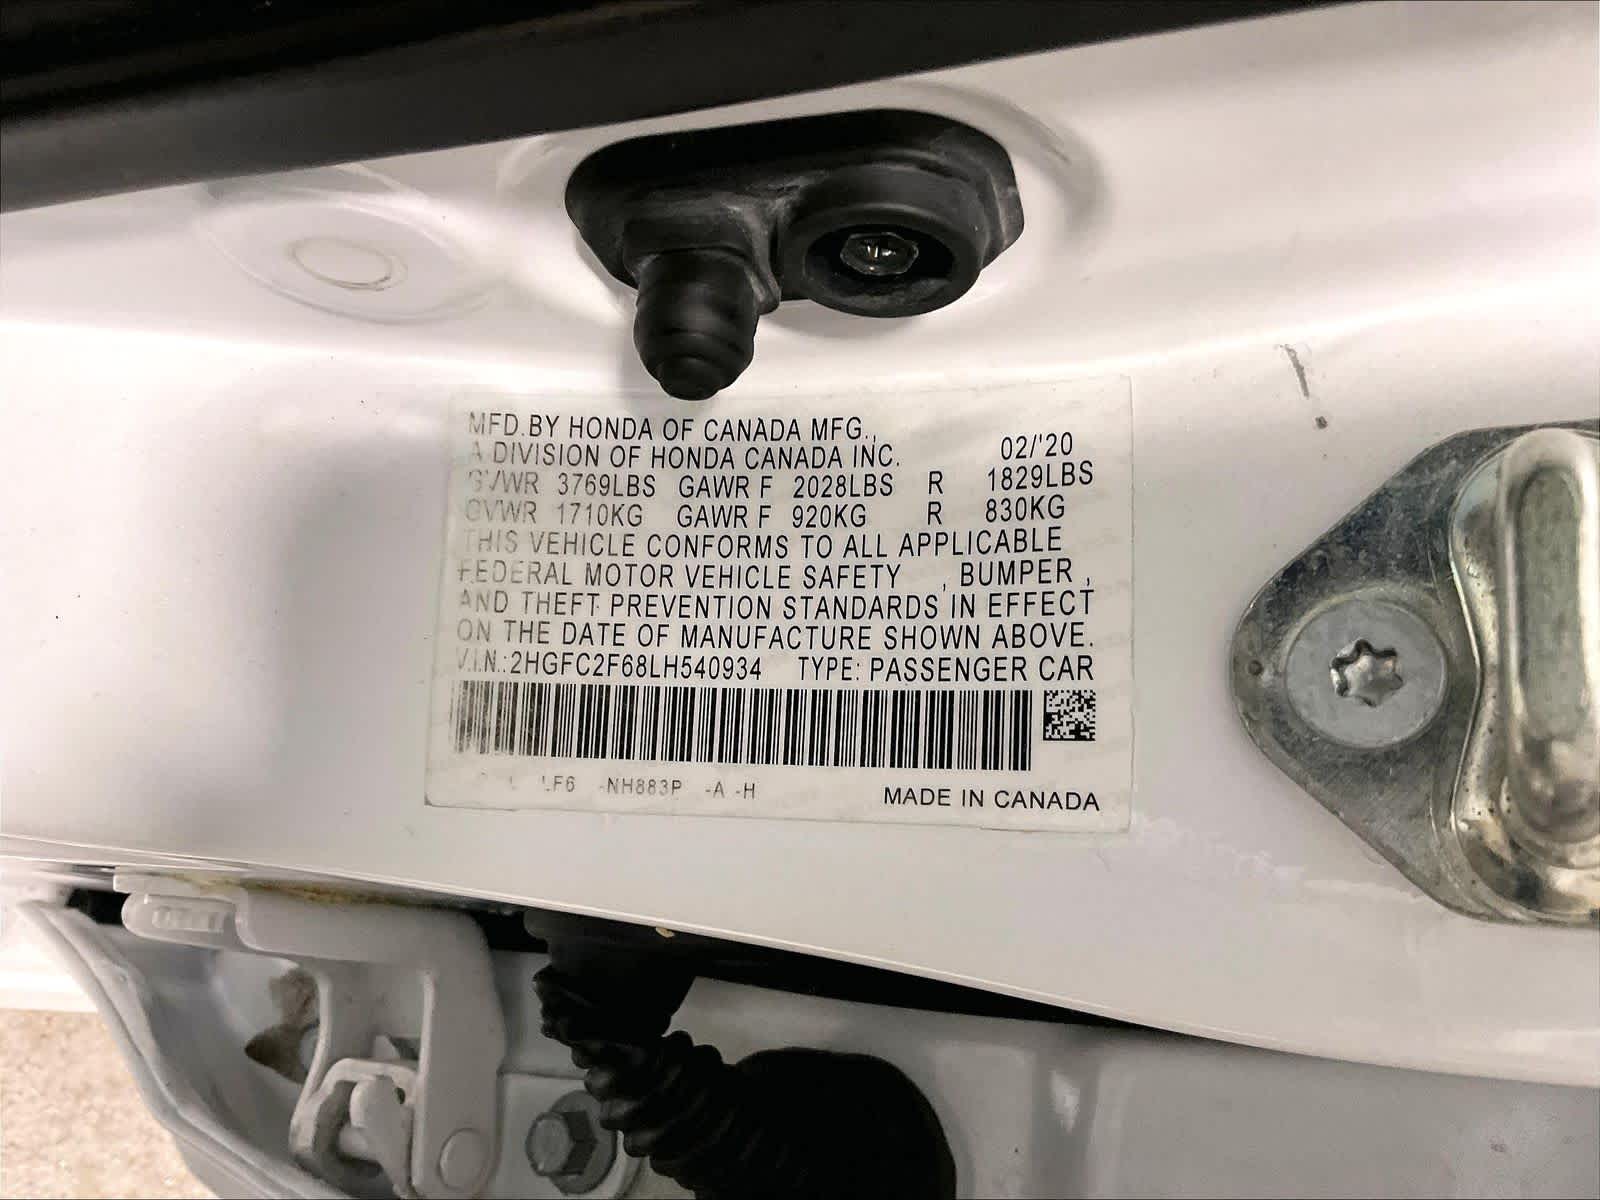 MFD.BY HONDA OF CANADA MFG.,
A DIVISION OF HONDA CANADA INC. 02/'20
GVWR 3769LBS GAWR F 2028LBS R 1829LBS
GVWR 1710KG GAWR F 920KG R 830KG
THIS VEHICLE CONFORMS TO ALL APPLICABLE
FEDERAL MOTOR VEHICLE SAFETY , BUMPER ,
AND THEFT PREVENTION STANDARDS IN EFFECT
ON THE DATE OF MANUFACTURE SHOWN ABOVE.
V.I.N.:2HGFC2F68LH540934 TYPE: PASSENGER CAR
-NH883P -A -H MADE IN CANADA